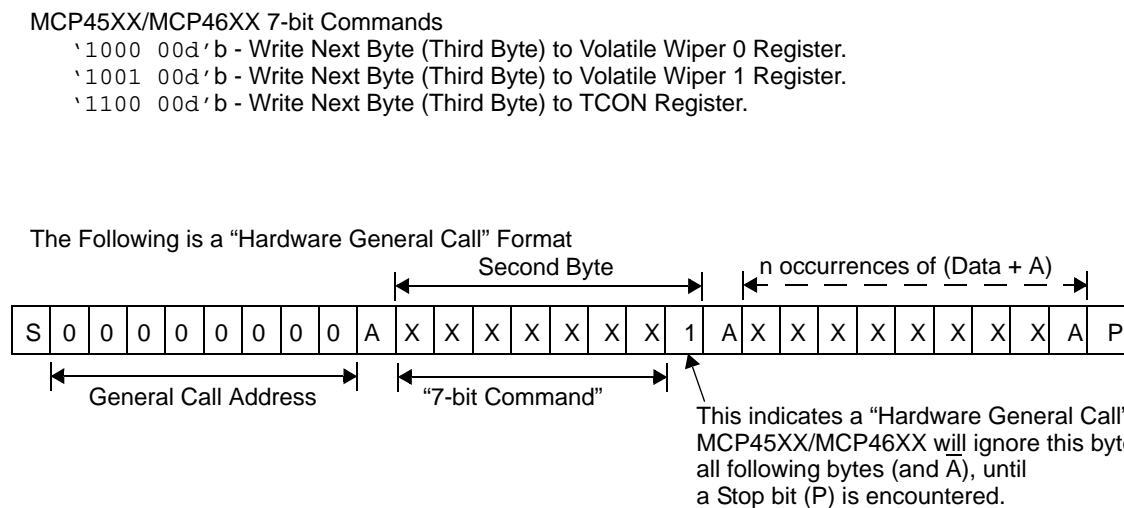 MCP45XX/MCP46XX 7-bit Commands
‘1000 00d’b - Write Next Byte (Third Byte) to Volatile Wiper 0 Register.
‘1001 00d’b - Write Next Byte (Third Byte) to Volatile Wiper 1 Register.
‘1100 00d’b - Write Next Byte (Third Byte) to TCON Register.
The Following is a “Hardware General Call” Format
Second Byte n occurrences of (Data + A)
S 0 0 0 0 0 0 0 0 A X X X X X X X 1 A X X X X X X X X A P
General Call Address “7-bit Command”
This indicates a “Hardware General Call”
MCP45XX/MCP46XX will ignore this byte
all following bytes (and A̅), until
a Stop bit (P) is encountered.